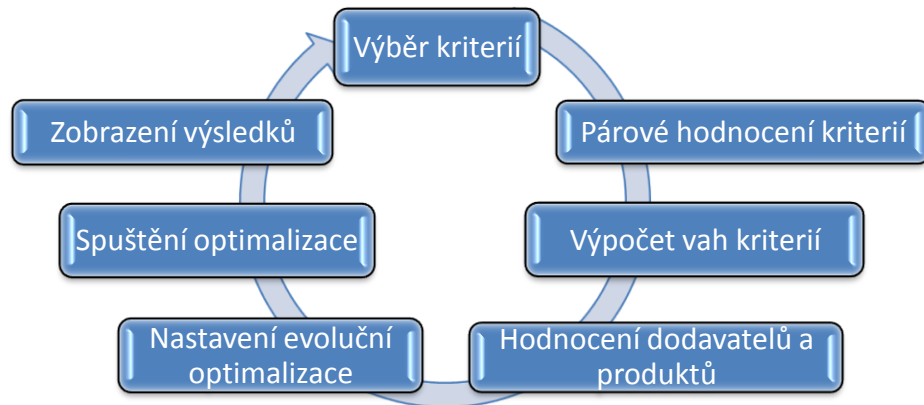 Výběr kriterií
Párové hodnocení kriterií
Výpočet vah kriterií
Hodnocení dodavatelů a
produktů
Nastavení evoluční
optimalizace
Spuštění optimalizace
Zobrazení výsledků